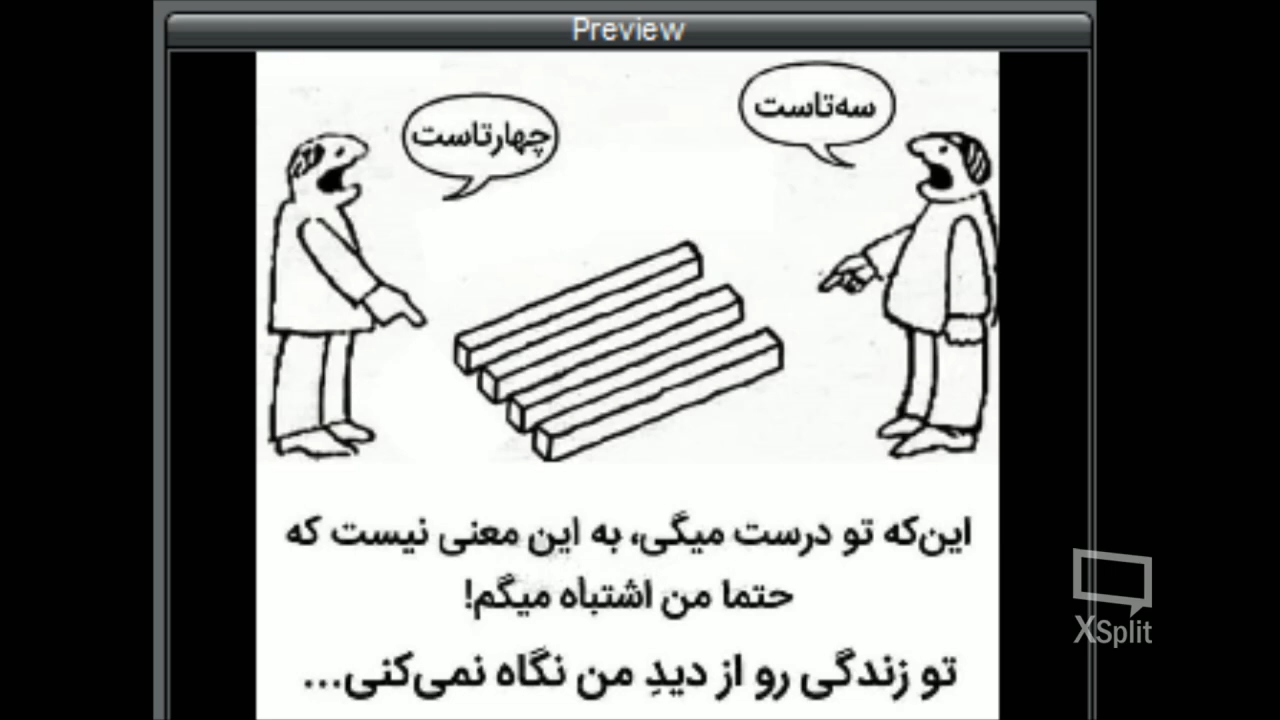 Preview
سه‌تاست
چهارتاست
این‌که تو درست میگی، به این معنی نیست که
حتما من اشتباه میگم!
تو زندگی رو از دیدِ من نگاه نمی‌کنی...
XSplit